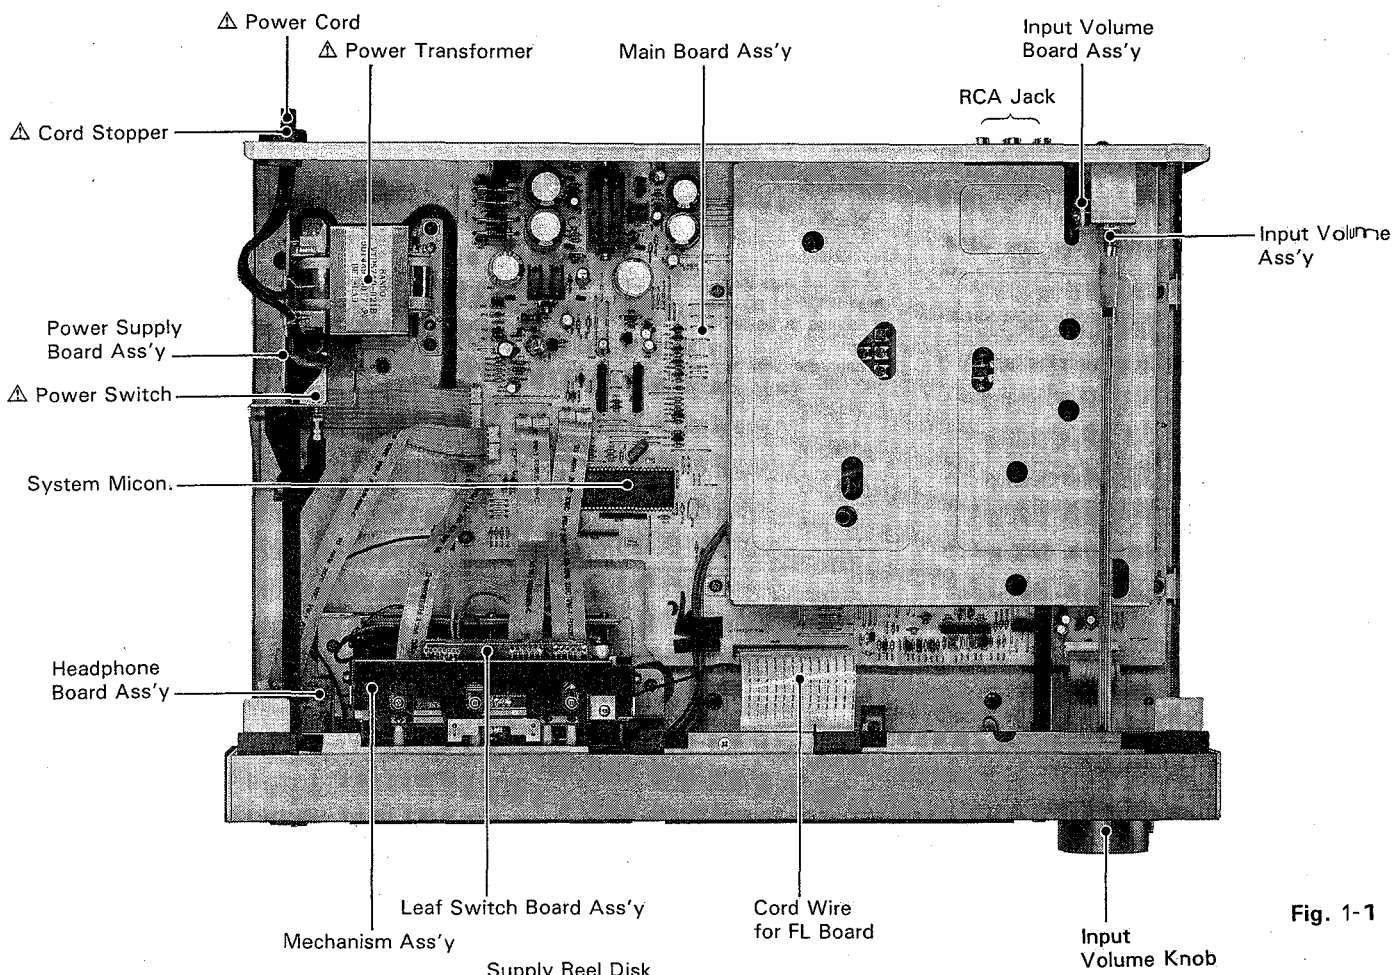 ⚠ Power Cord
⚠ Power Transformer
Main Board Ass'y
Input Volume
Board Ass'y
RCA Jack
⚠ Cord Stopper
Input Volume
Ass'y
Power Supply
Board Ass'y
⚠ Power Switch
System Micon.
Headphone
Board Ass'y
Leaf Switch Board Ass'y
Mechanism Ass'y
Cord Wire
for FL Board
Input
Volume Knob
Fig. 1-1
Supply Reel Disk